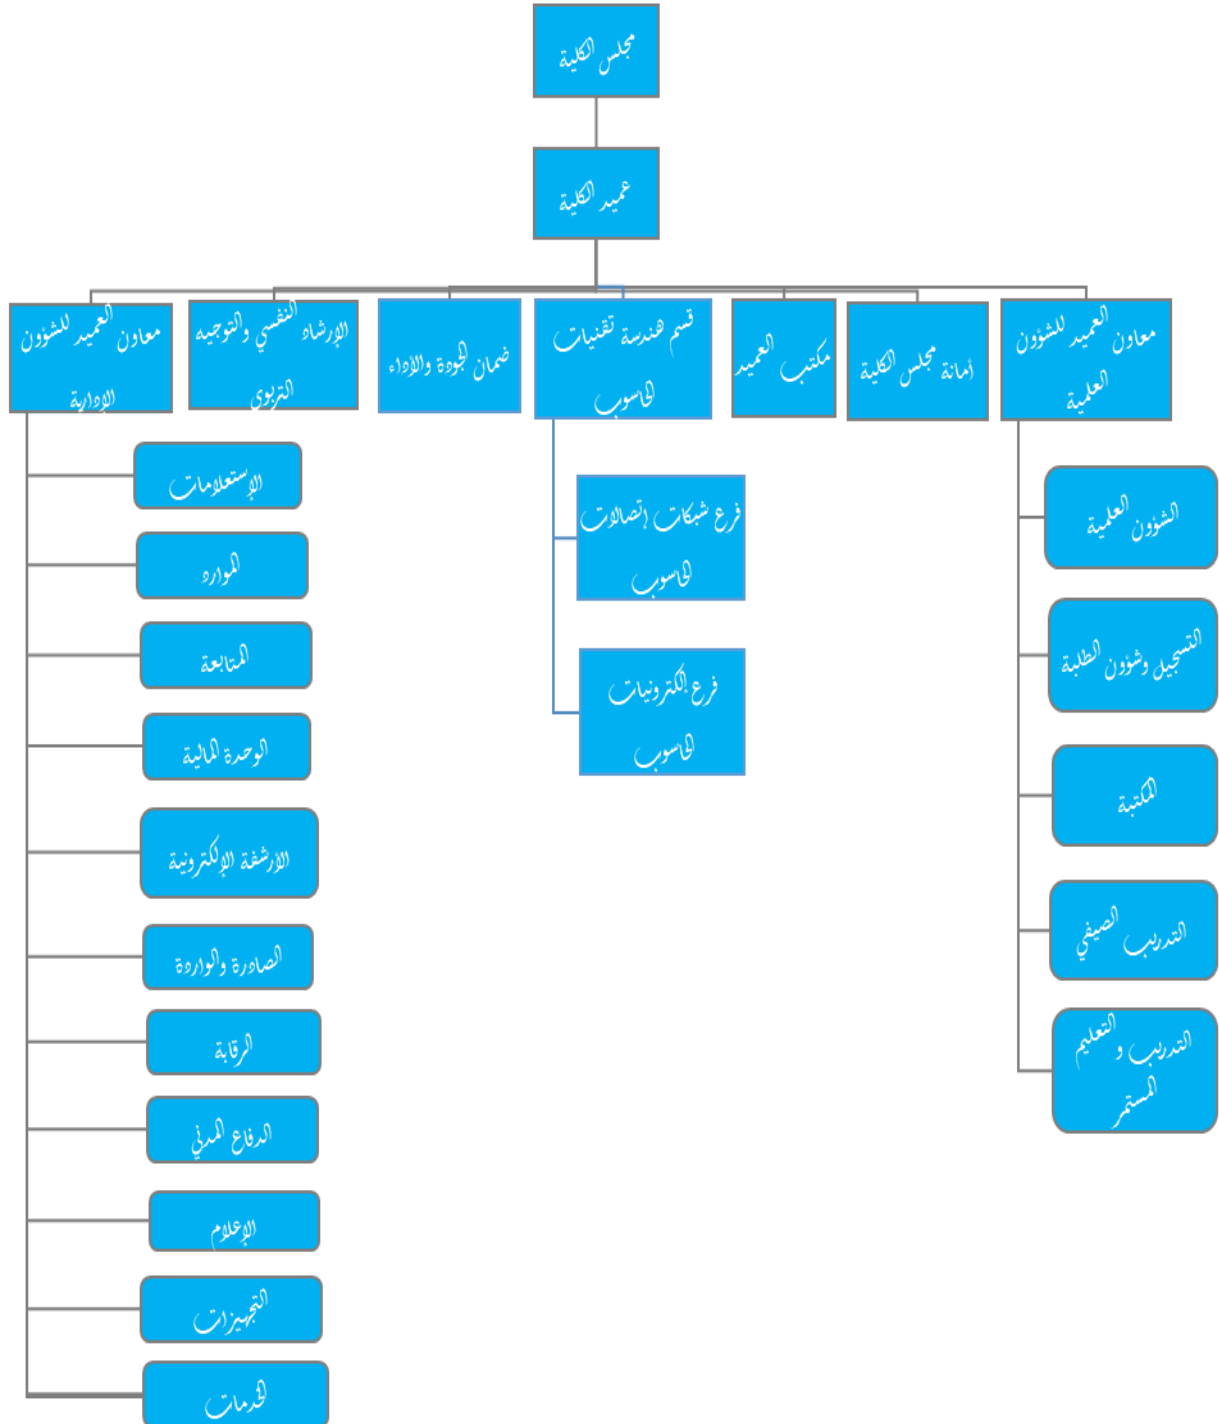 مجلس الكلية
عميد الكلية
معاون العميد للشؤون
العلمية
أمانة مجلس الكلية
مكتب العميد
قسم هندسة تقنيات
الحاسوب
ضمان الجودة والأداء
الإرشاد النفسي والتوجيه
التربوي
معاون العميد للشؤون
الإدارية
الشؤون العلمية
التسجيل وشؤون الطلبة
المكتبة
التدريب الصيفي
التدريب و التعليم
المستمر
فرع شبكات إتصالات
الحاسوب
فرع إلكترونيات
الحاسوب
الإستعلامات
الموارد
المتابعة
الوحدة المالية
الأرشفة الإلكترونية
الصادرة والواردة
الرقابة
الدفاع المدني
الإعلام
التجهيزات
الخدمات